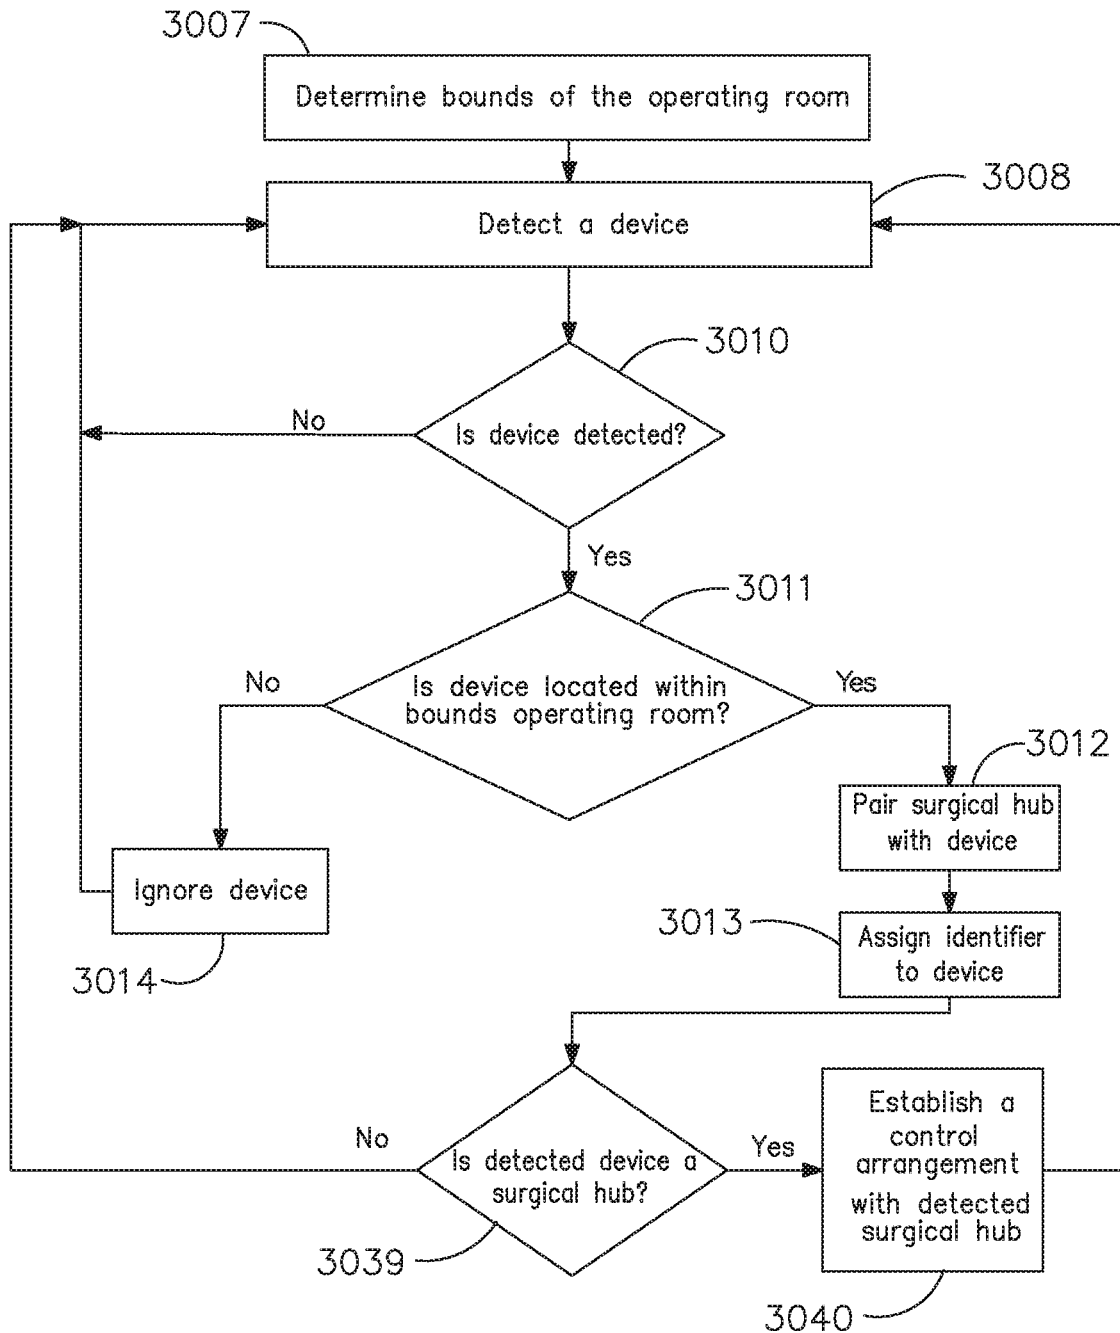 3007
Determine bounds of the operating room
3008
Detect a device
3010
Is device detected?
No
Yes
3011
Is device located within
bounds operating room?
No
Yes
3012
Pair surgical hub
with device
Ignore device
3014
3013
Assign identifier
to device
Is detected device a
surgical hub?
No
Yes
3039
Establish a
control
arrangement
with detected
surgical hub
3040